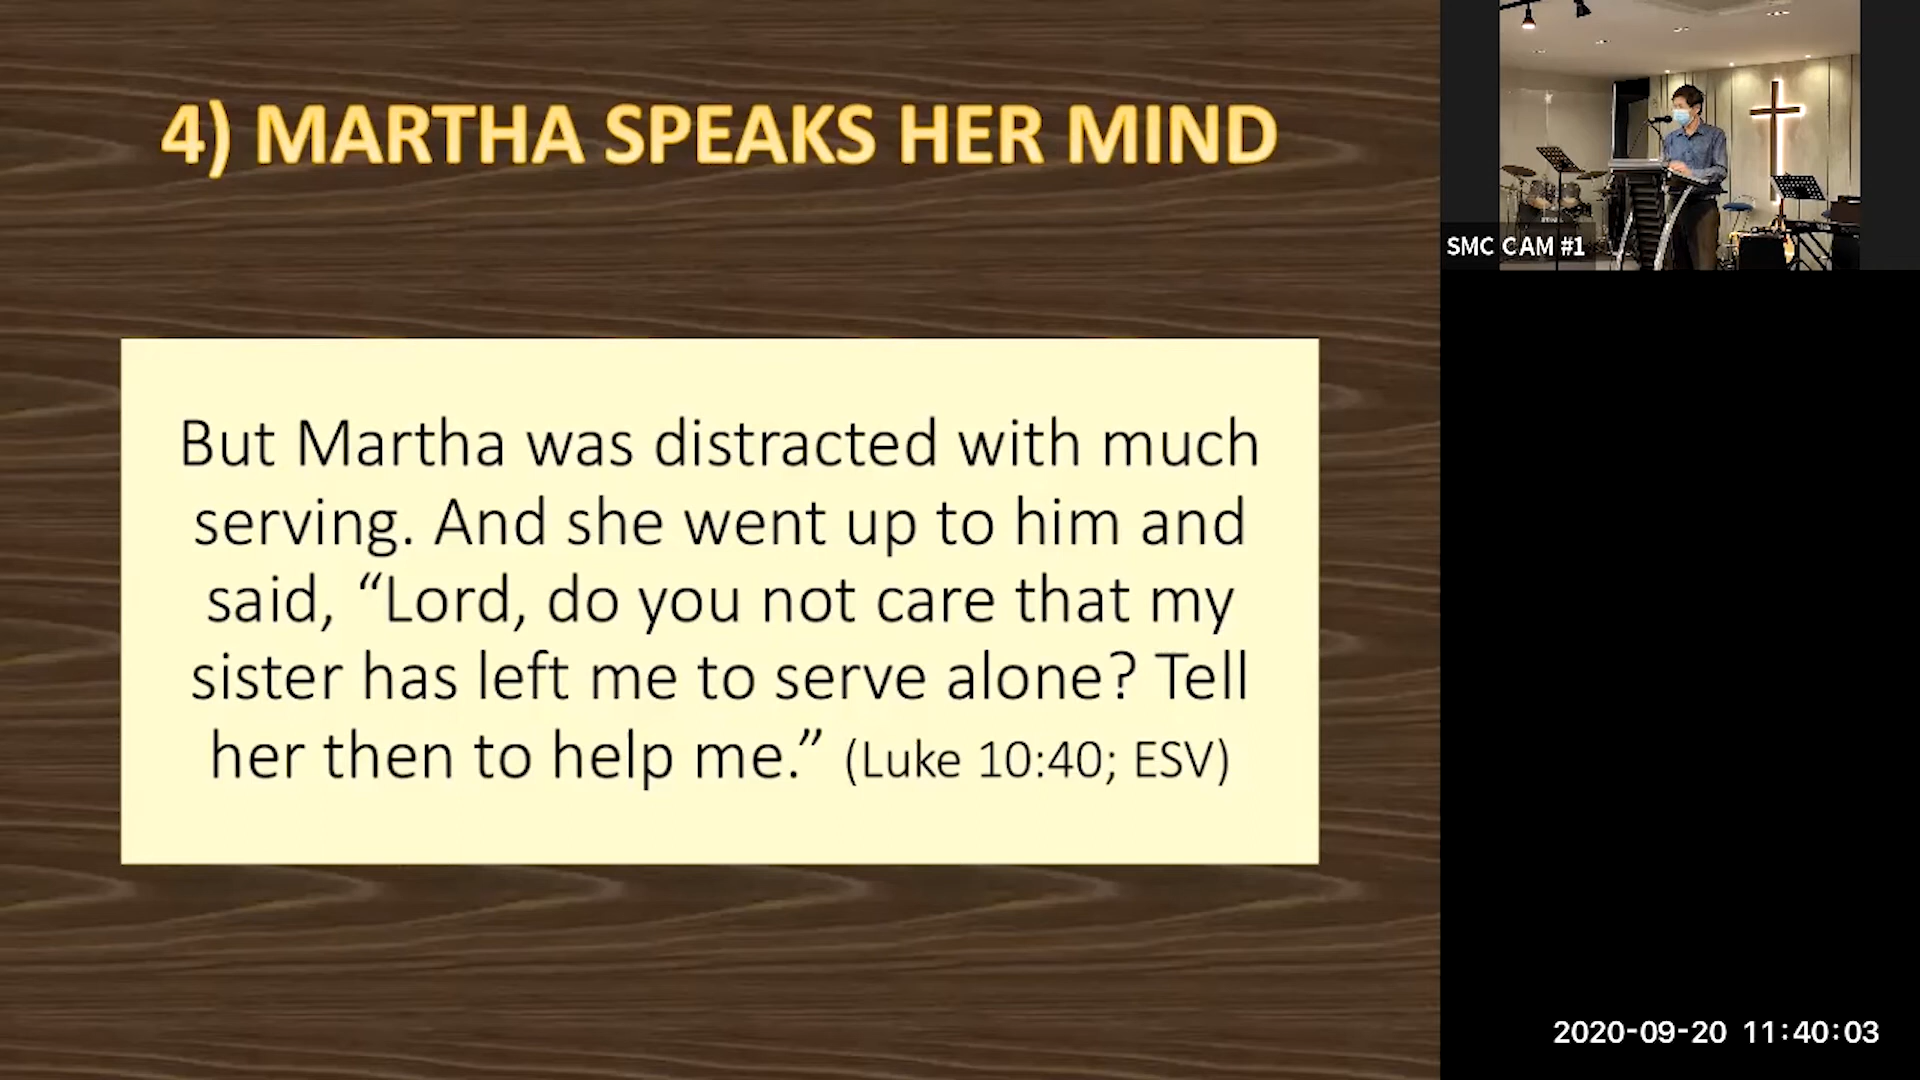 4) MARTHA SPEAKS HER MIND
But Martha was distracted with much
serving. And she went up to him and
said, “Lord, do you not care that my
sister has left me to serve alone? Tell
her then to help me.” (Luke 10:40; ESV)
SMC CAM #1
2020-09-20 11:40:03